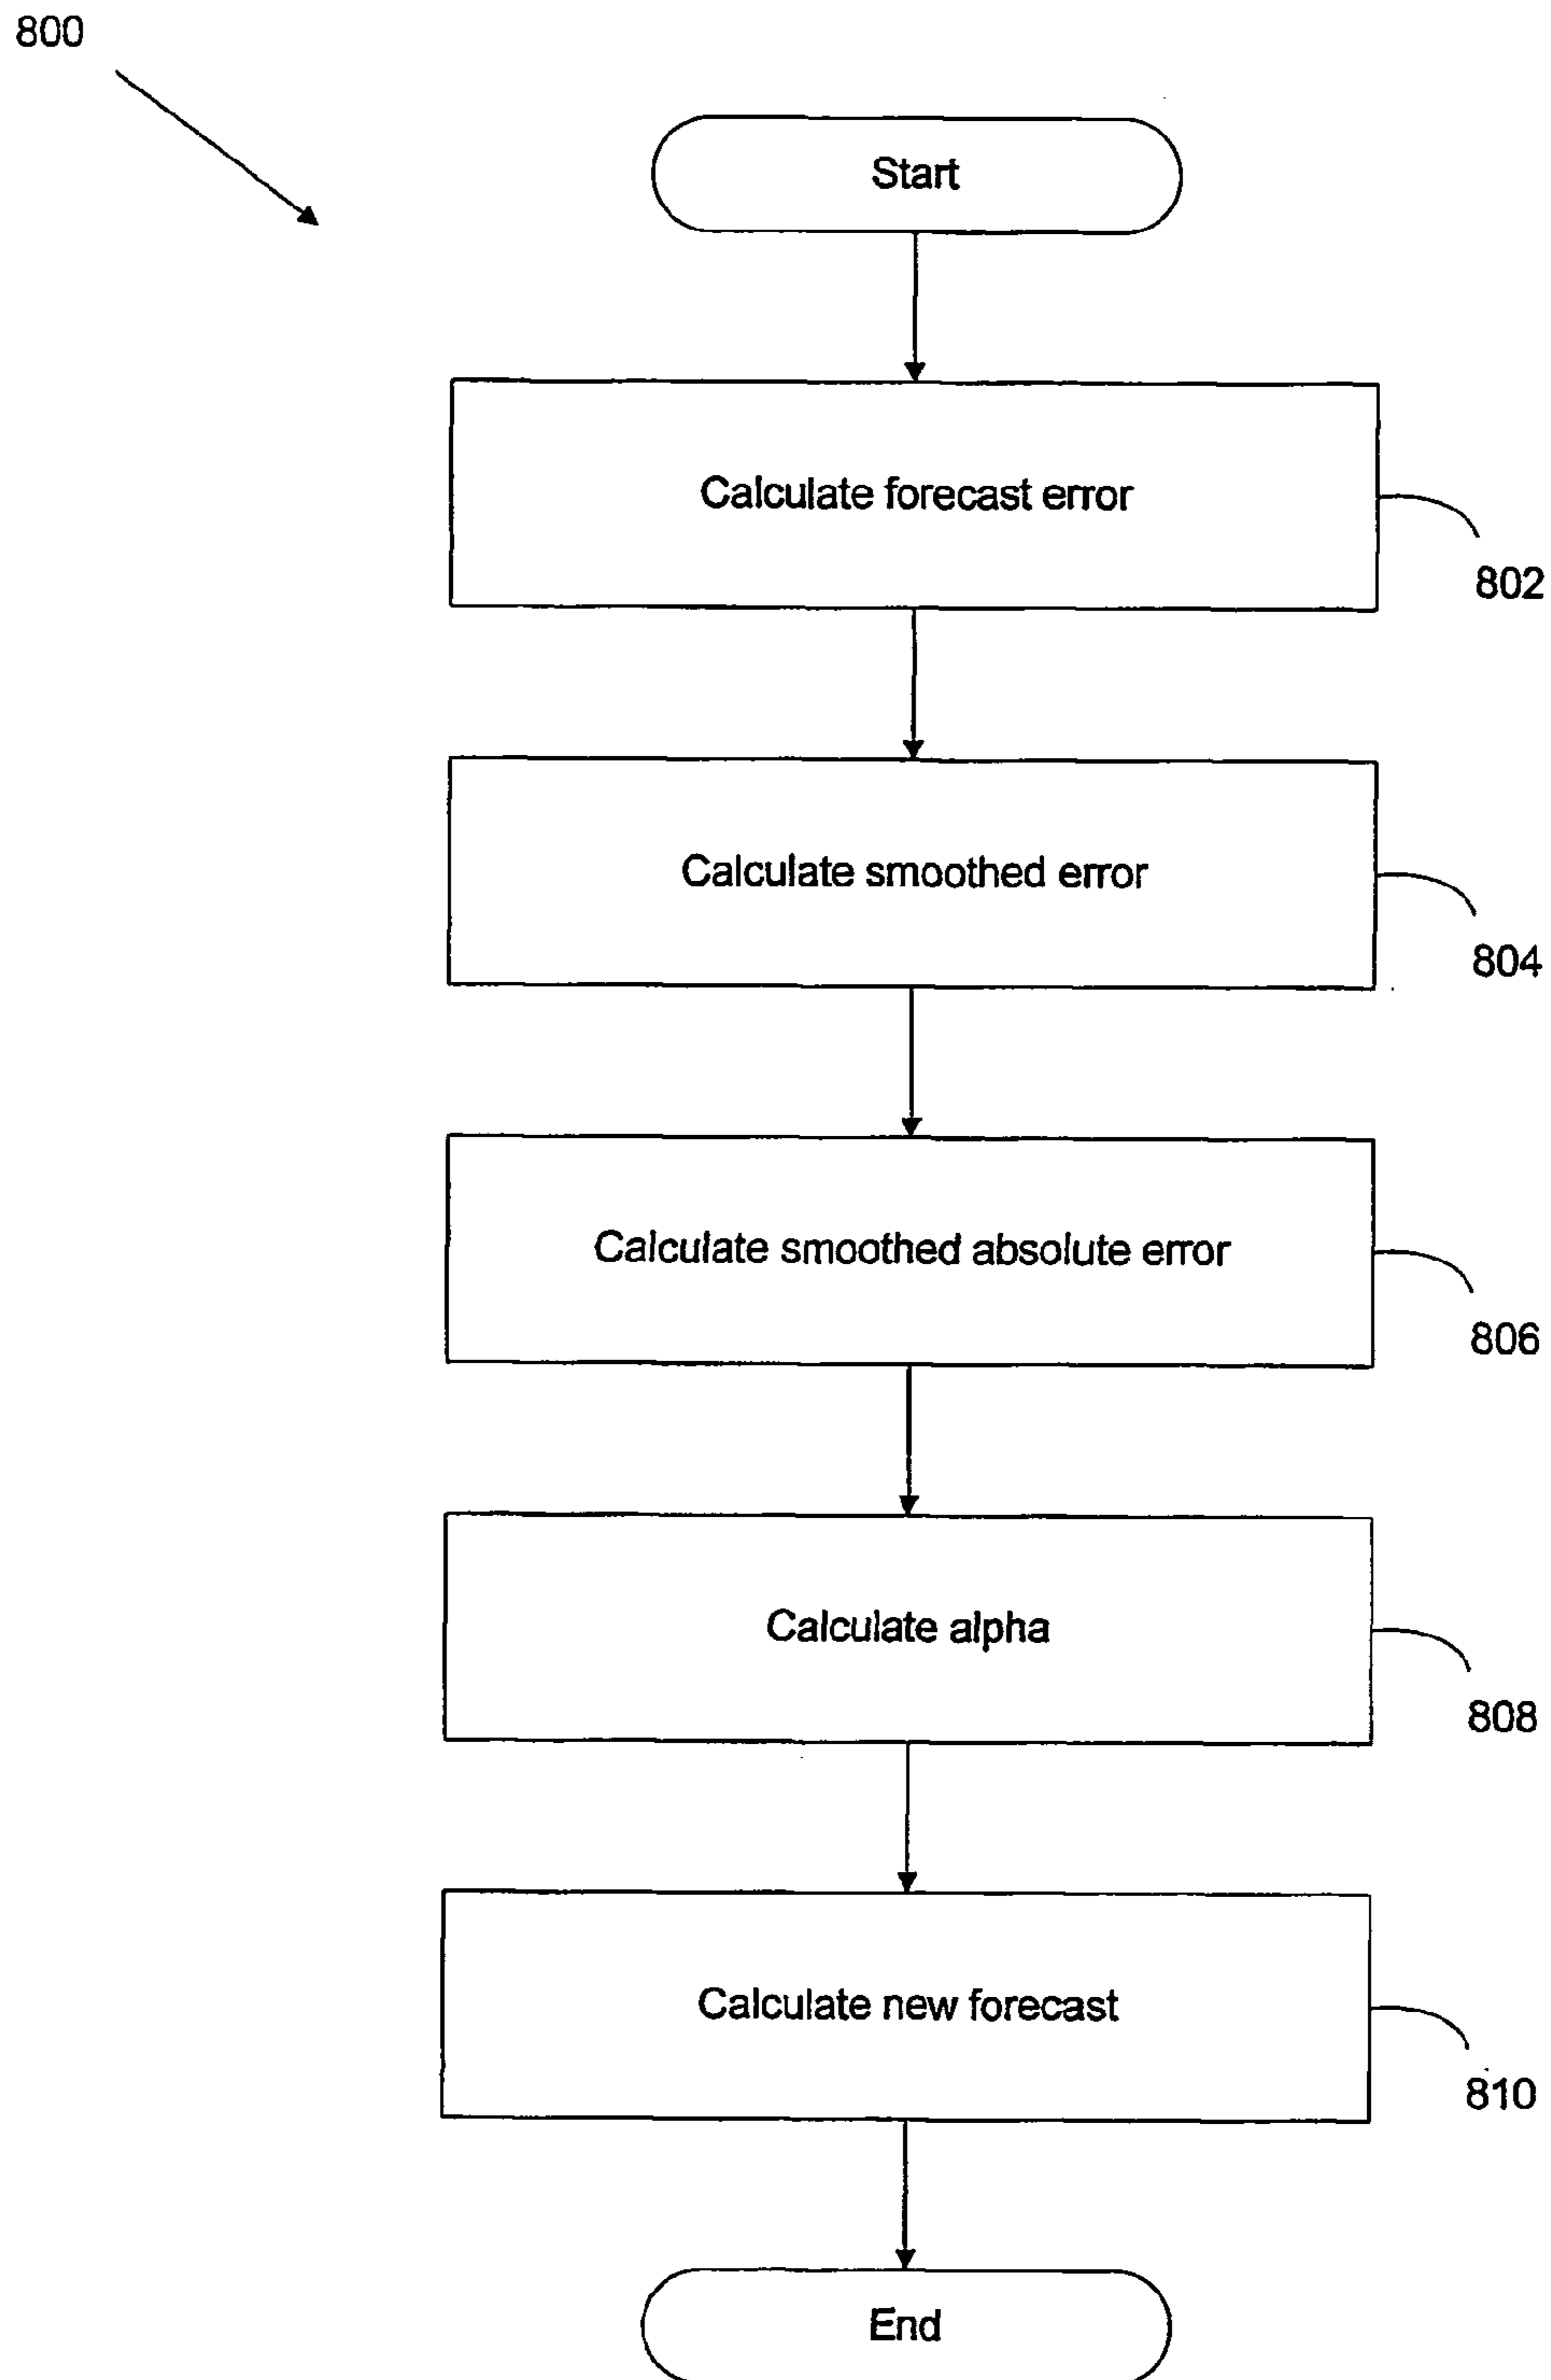 800
Start
Calculate forecast error
802
Calculate smoothed error
804
Calculate smoothed absolute error
806
Calculate alpha
808
Calculate new forecast
810
End